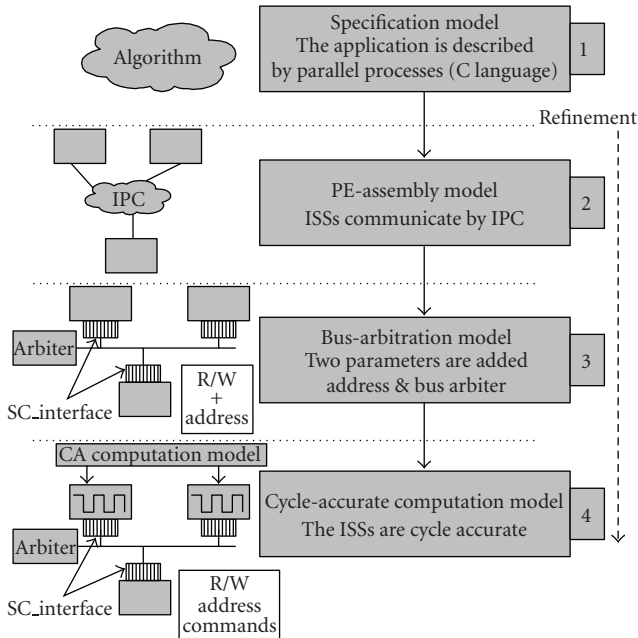 Algorithm
Specification model
The application is described
by parallel processes (C language)
1
Refinement
IPC
PE-assembly model
ISSs communicate by IPC
2
Arbiter
SC_interface
R/W
+
address
Bus-arbitration model
Two parameters are added
address & bus arbiter
3
CA computation model
Arbiter
SC_interface
R/W
address
commands
Cycle-accurate computation model
The ISSs are cycle accurate
4